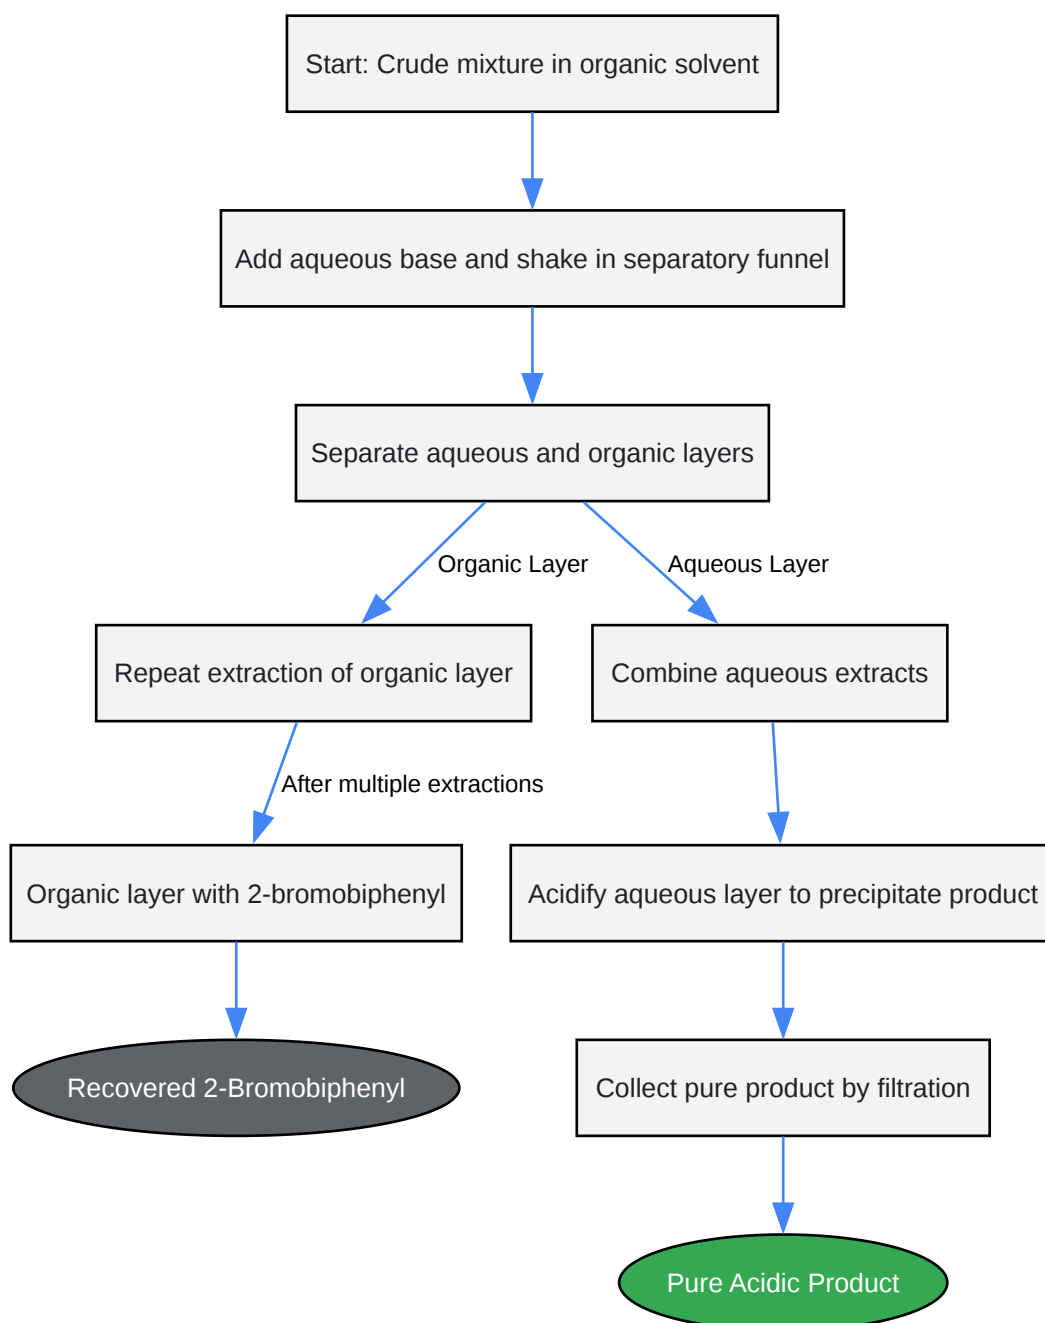 Start: Crude mixture in organic solvent
Add aqueous base and shake in separatory funnel
Separate aqueous and organic layers
Organic Layer
Aqueous Layer
Repeat extraction of organic layer
Combine aqueous extracts
After multiple extractions
Organic layer with 2-bromobiphenyl
Acidify aqueous layer to precipitate product
Recovered 2-Bromobiphenyl
Collect pure product by filtration
Pure Acidic Product